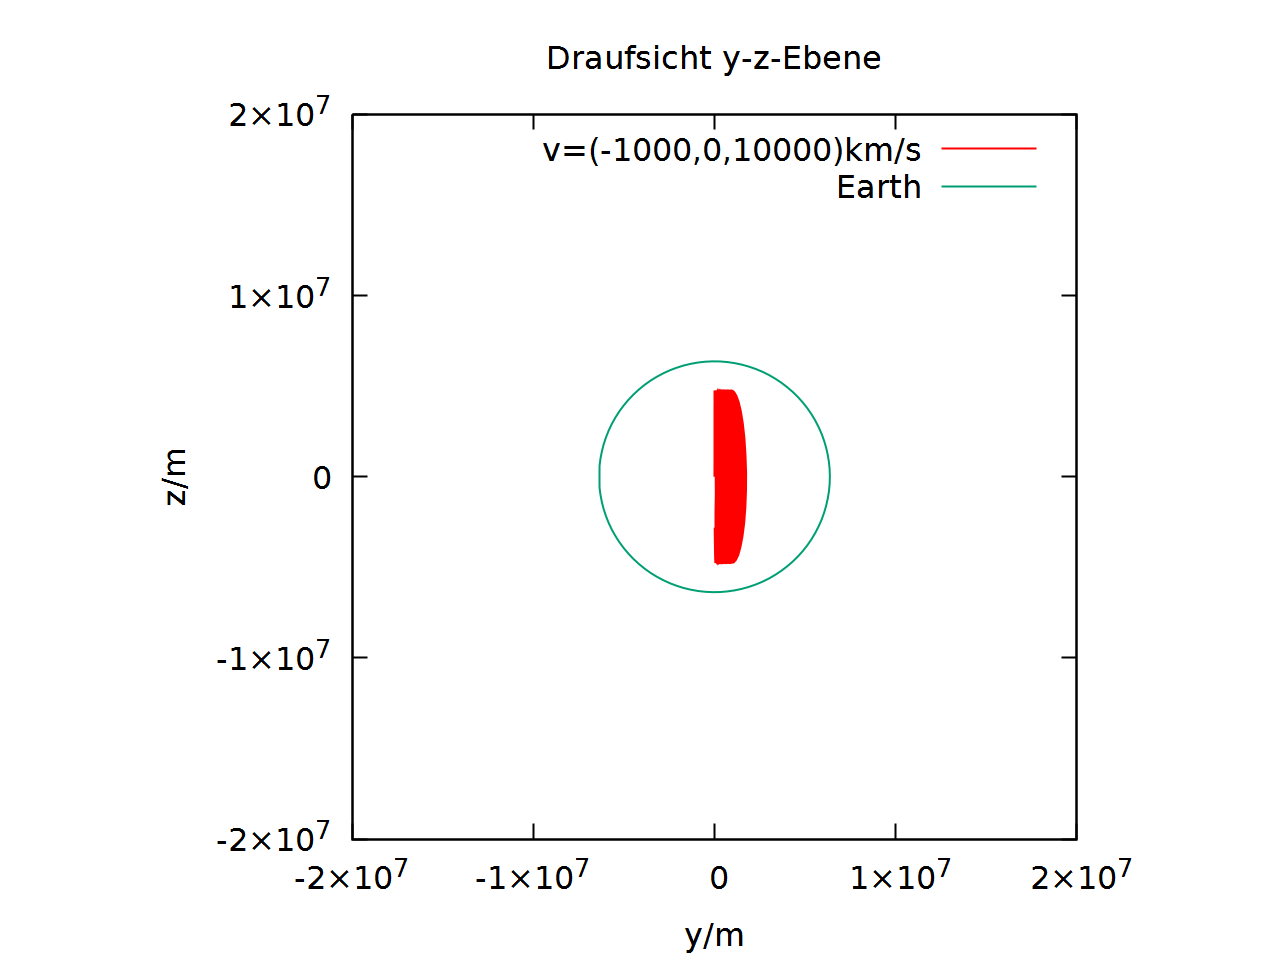 Draufsicht y-z-Ebene
v=(-1000,0,10000)km/s
Earth
2×10⁷
1×10⁷
0
-1×10⁷
-2×10⁷
z/m
-2×10⁷ -1×10⁷ 0 1×10⁷ 2×10⁷
y/m